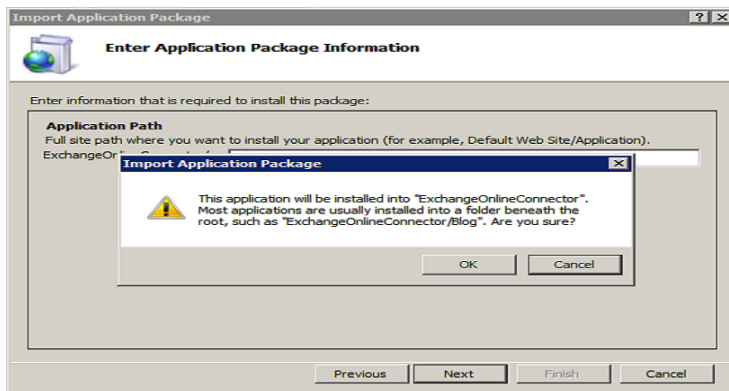 Import Application Package
Enter Application Package Information
Enter information that is required to install this package:
Application Path
Full site path where you want to install your application (for example, Default Web Site/Application).
Import Application Package
This application will be installed into "ExchangeOnlineConnector".
Most applications are usually installed into a folder beneath the
root, such as "ExchangeOnlineConnector/Blog". Are you sure?
OK Cancel
Previous Next Finish Cancel